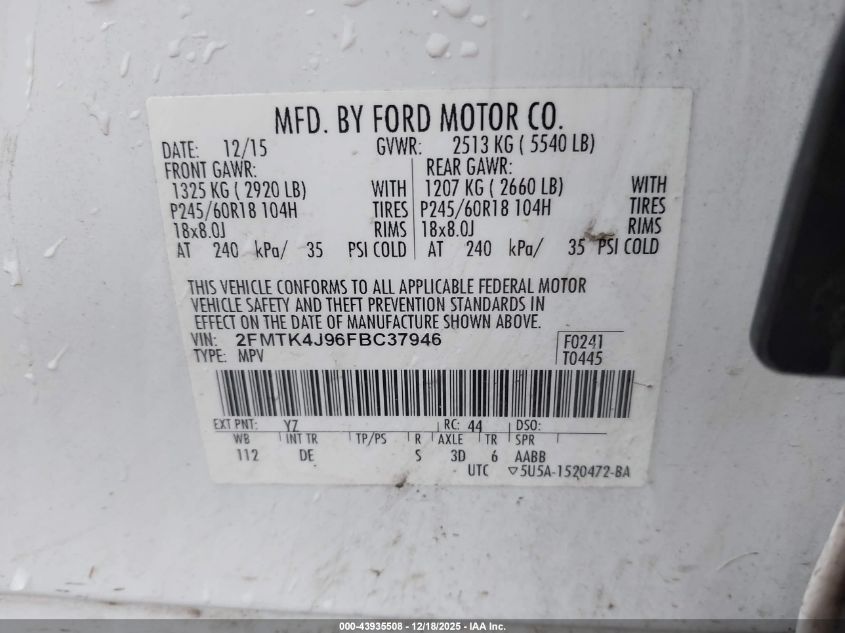 MFD. BY FORD MOTOR CO.
DATE: 12/15 GVWR: 2513 KG ( 5540 LB)
FRONT GAWR: REAR GAWR:
1325 KG ( 2920 LB) WITH 1207 KG ( 2660 LB) WITH
P245/60R18 104H TIRES P245/60R18 104H TIRES
18x8.0J RIMS 18x8.0J RIMS
AT 240 kPa/ 35 PSI COLD AT 240 kPa/ 35 PSI COLD
THIS VEHICLE CONFORMS TO ALL APPLICABLE FEDERAL MOTOR
VEHICLE SAFETY AND THEFT PREVENTION STANDARDS IN
EFFECT ON THE DATE OF MANUFACTURE SHOWN ABOVE.
VIN: 2FMTK4J96FBC37946 F0241
TYPE: MPV T0445
EXT PNT: YZ RC: 44 DSO:
WB INT TR TP/PS R AXLE TR SPR
112 DE S 3D 6 AABB
UTC ▽5U5A-1520472-BA
000-43935508 - 12/18/2025 - IAA Inc.